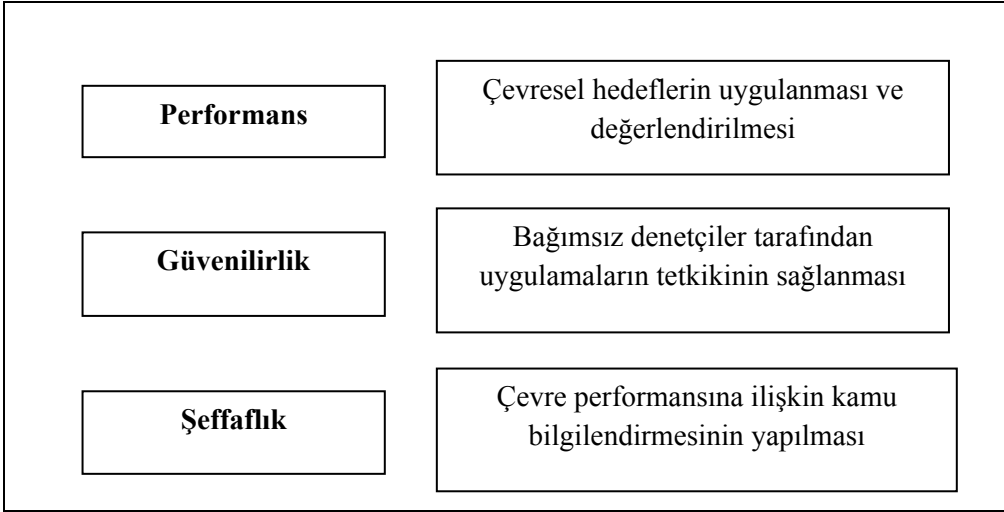 Performans
Çevresel hedeflerin uygulanması ve
değerlendirilmesi
Güvenilirlik
Bağımsız denetçiler tarafından
uygulamaların tetkikinin sağlanması
Şeffaflık
Çevre performansına ilişkin kamu
bilgilendirmesinin yapılması